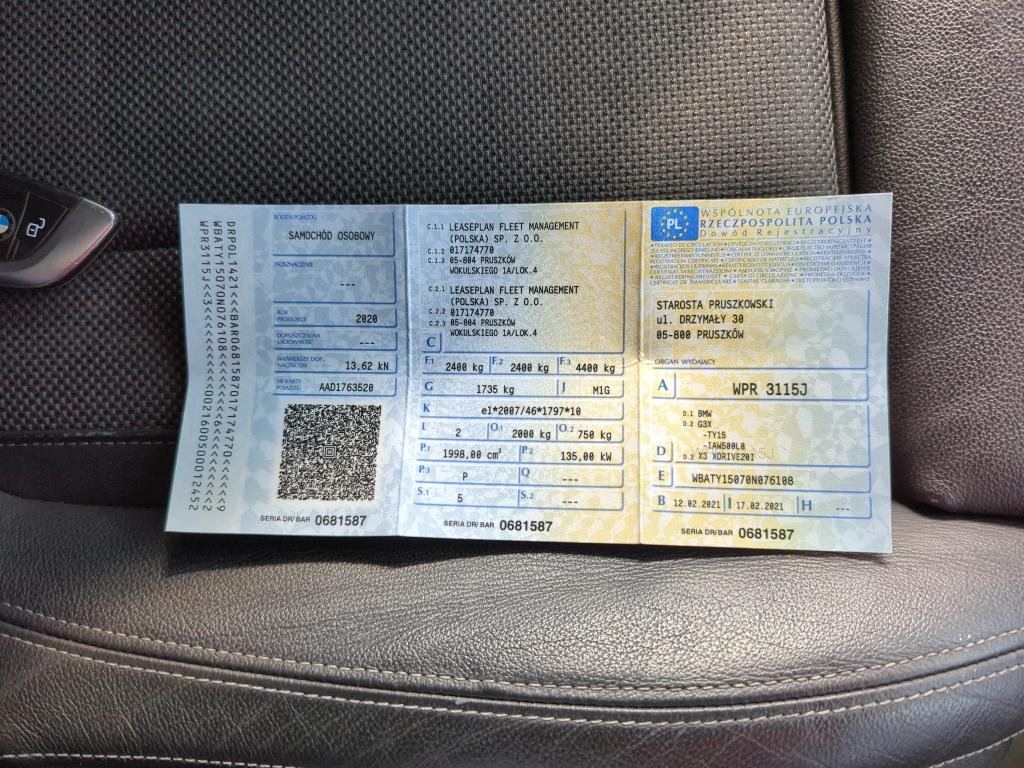 DRPOL1421<<<BAR0681587017174770<<<<<<9
WBATY15070N076108<<<<<<6<<<<<<<<<<<<2
WPR3115J<<<5<<<<<<<<<<<0021600500012452
RODZAJ POJAZDU
SAMOCHÓD OSOBOWY
PRZEZNACZENIE
---
ROK PRODUKCJI
2020
DOPUSZCZALNA ŁADOWNOŚĆ
---
NAJWIĘKSZY DOP. NACISK OSI
13,62 kN
NR KARTY POJAZDU
AAD1763520
SERIA DR/BAR 0681587
C.1.1 LEASEPLAN FLEET MANAGEMENT
(POLSKA) SP. Z O.O.
C.1.2 017174770
C.1.3 05-804 PRUSZKÓW
WOKULSKIEGO 1A/LOK.4
C.2.1 LEASEPLAN FLEET MANAGEMENT
(POLSKA) SP. Z O.O.
C.2.2 017174770
C.2.3 05-804 PRUSZKÓW
WOKULSKIEGO 1A/LOK.4
C
F.1 2400 kg F.2 2400 kg F.3 4400 kg
G 1735 kg J M1G
K e1*2007/46*1797*10
L 2 O.1 2000 kg O.2 750 kg
P.1 1998,00 cm³ P.2 135,00 kW
P.3 P Q ---
S.1 5 S.2 ---
SERIA DR/BAR 0681587
PL
WSPÓLNOTA EUROPEJSKA
RZECZPOSPOLITA POLSKA
Dowód Rejestracyjny
STAROSTA PRUSZKOWSKI
ul. DRZYMAŁY 30
05-800 PRUSZKÓW
ORGAN WYDAJĄCY
A WPR 3115J
D.1 BMW
D.2 G3X
-TY15
-IAW500L0
D D.3 X3 XDRIVE20I
E WBATY15070N076108
B 12.02.2021 I 17.02.2021 H ---
SERIA DR/BAR 0681587